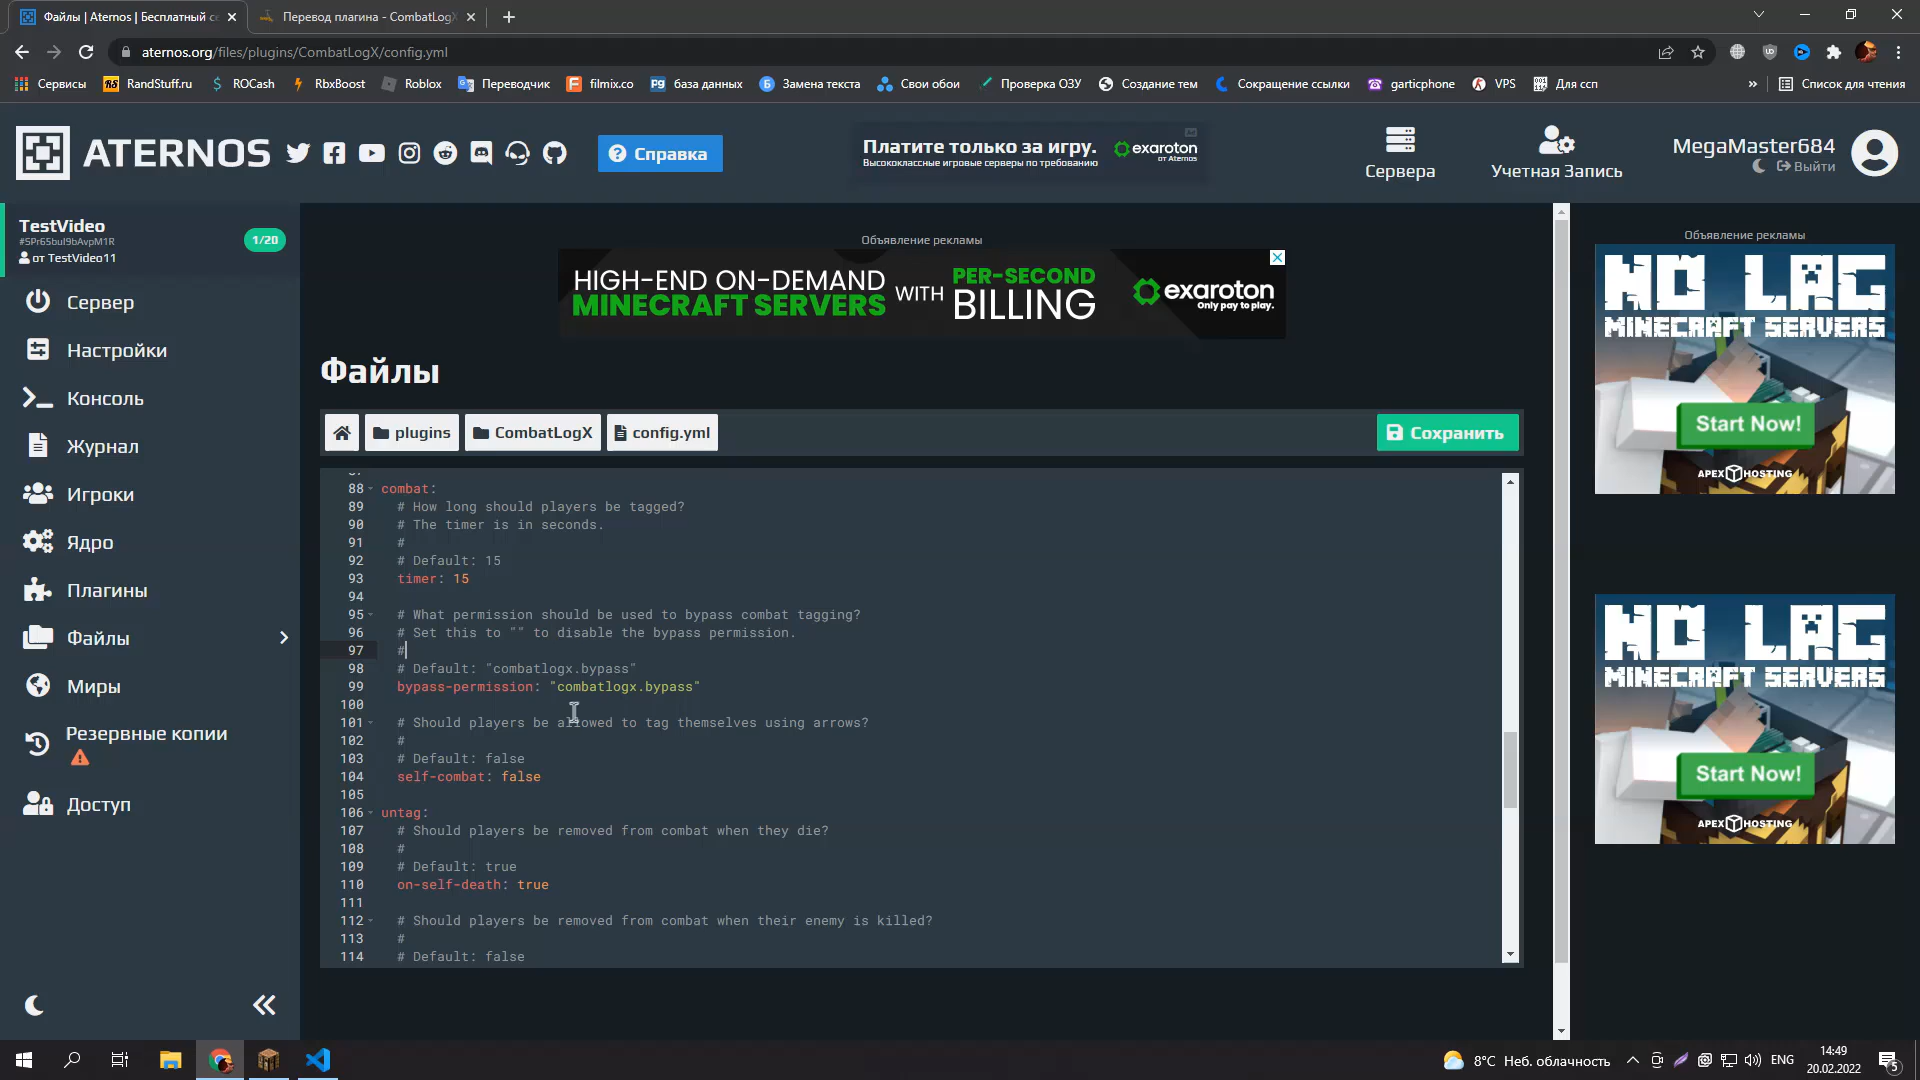 Файлы | Aternos | Бесплатный се
Перевод плагина - CombatLogX
aternos.org/files/plugins/CombatLogX/config.yml
Сервисы
RandStuff.ru
ROCash
RbxBoost
Roblox
Переводчик
filmix.co
база данных
Замена текста
Свои обои
Проверка ОЗУ
Создание тем
Сокращение ссылки
garticphone
VPS
Для ссп
»
Список для чтения
ATERNOS
Справка
Платите только за игру.
Высококлассные игровые серверы по требованию
exaroton
от Aternos
Ad
Сервера
Учетная Запись
MegaMaster684
Выйти
TestVideo
от TestVideo11
1/20
Сервер
Настройки
Консоль
Журнал
Игроки
Ядро
Плагины
Файлы
Миры
Резервные копии
Доступ
Объявление рекламы
HIGH-END ON-DEMAND
MINECRAFT SERVERS
WITH
PER-SECOND
BILLING
exaroton
Only pay to play.
Файлы
plugins
CombatLogX
config.yml
Сохранить
88 combat:
89 # How long should players be tagged?
90 # The timer is in seconds.
91 #
92 # Default: 15
93 timer: 15
94
95 # What permission should be used to bypass combat tagging?
96 # Set this to "" to disable the bypass permission.
97 #
98 # Default: "combatlogx.bypass"
99 bypass-permission: "combatlogx.bypass"
100
101 # Should players be allowed to tag themselves using arrows?
102 #
103 # Default: false
104 self-combat: false
105
106 untag:
107 # Should players be removed from combat when they die?
108 #
109 # Default: true
110 on-self-death: true
111
112 # Should players be removed from combat when their enemy is killed?
113 #
114 # Default: false
Объявление рекламы
NO LAG
MINECRAFT SERVERS
Start Now!
APEX HOSTING
NO LAG
MINECRAFT SERVERS
Start Now!
APEX HOSTING
8°C Неб. облачность
ENG
14:49
20.02.2022
5